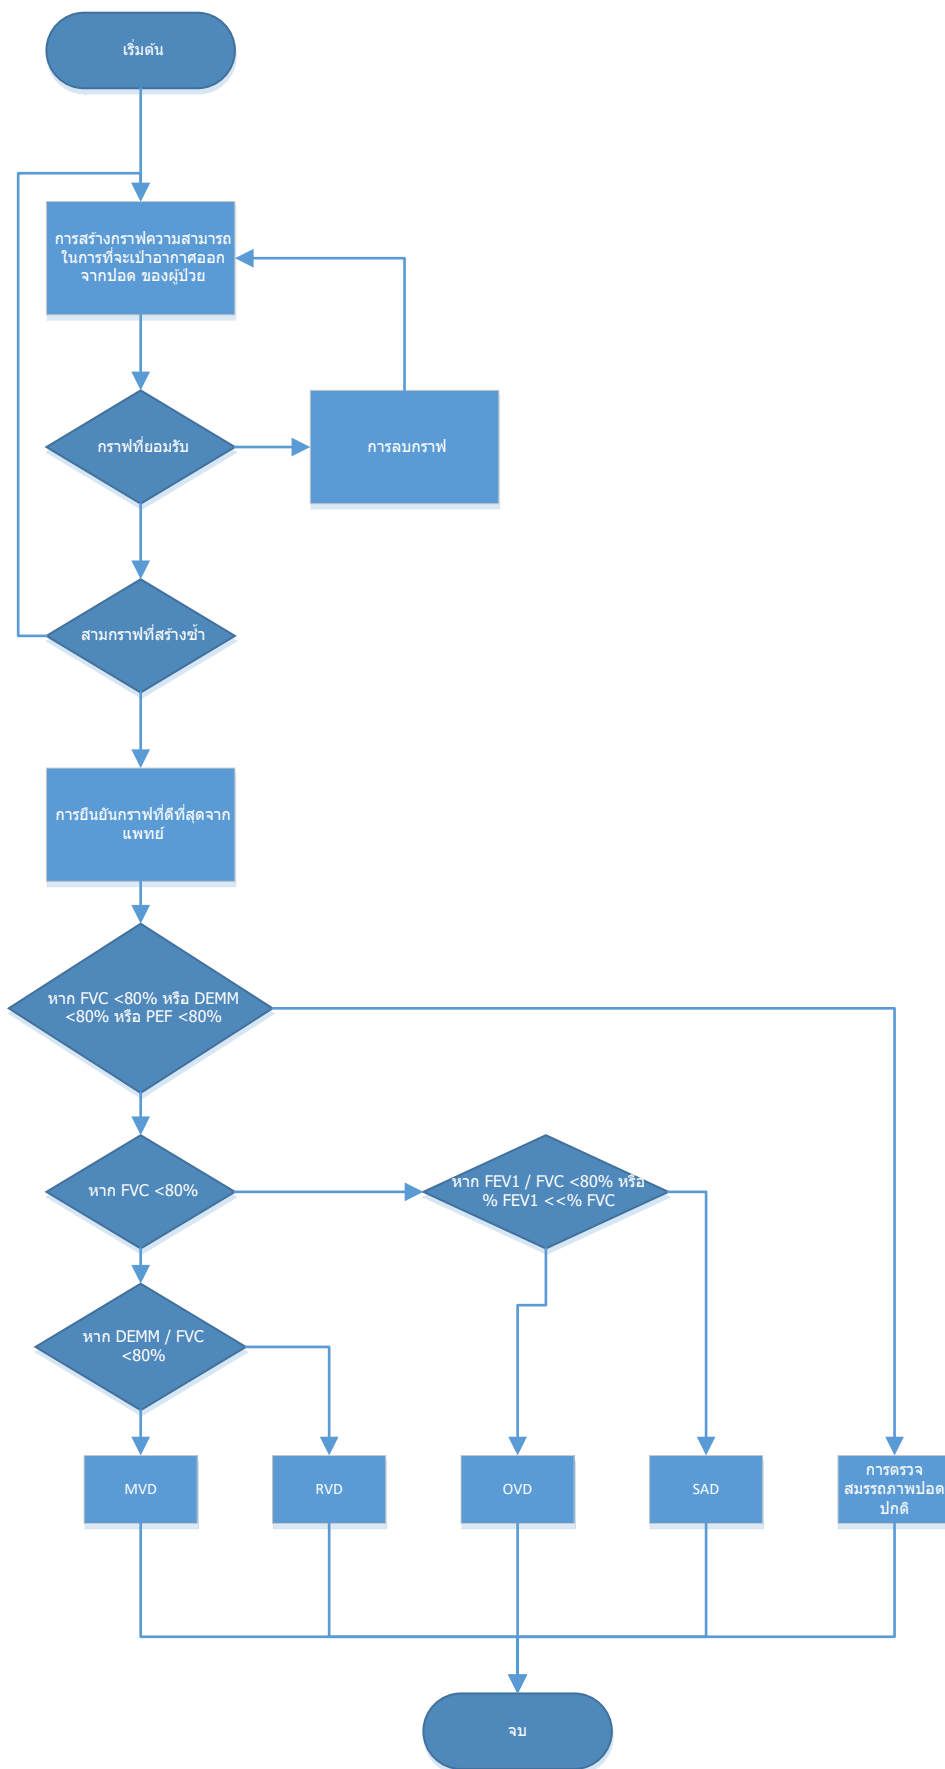 เริ่มต้น
การสร้างกราฟความสามารถ
ในการที่จะเป่าอากาศออก
จากปอด ของผู้ป่วย
กราฟที่ยอมรับ
การลบกราฟ
สามกราฟที่สร้างซ้ำ
การยืนยันกราฟที่ดีที่สุดจาก
แพทย์
หาก FVC <80% หรือ DEMM
<80% หรือ PEF <80%
หาก FVC <80%
หาก FEV1 / FVC <80% หรือ
% FEV1 <<% FVC
หาก DEMM / FVC
<80%
MVD
RVD
OVD
SAD
การตรวจ
สมรรถภาพปอด
ปกติ
จบ